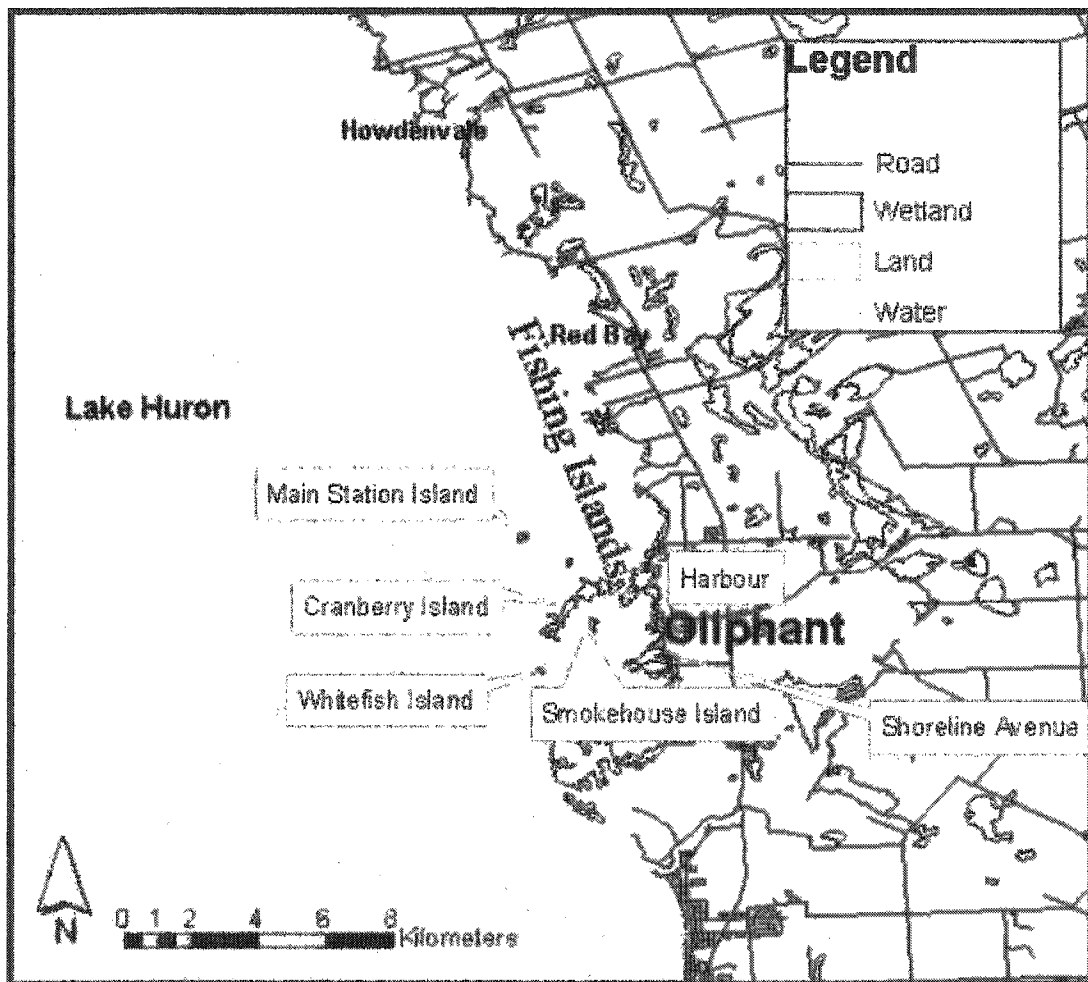 Legend
Howdenvale
Road
Wetland
Land
Water
Red Bay
Fishing Islands
Lake Huron
Main Station Island
Harbour
Cranberry Island
Oliphant
Whitefish Island
Smokehouse Island
Shoreline Avenue
0 1 2 4 6 8
Kilometers
N